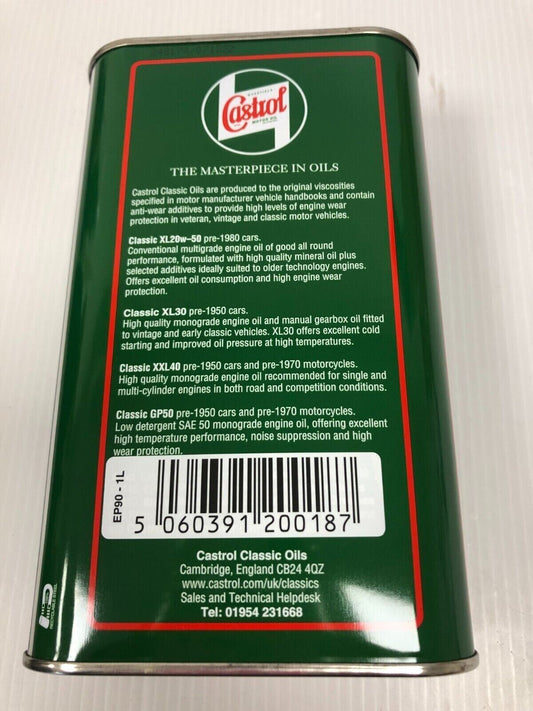 Castrol
MOTOR OIL
THE MASTERPIECE IN OILS
Castrol Classic Oils are produced to the original viscosities
specified in motor manufacturer vehicle handbooks and contain
anti-wear additives to provide high levels of engine wear
protection in veteran, vintage and classic motor vehicles.
Classic XL20w–50 pre-1980 cars.
Conventional multigrade engine oil of good all round
performance, formulated with high quality mineral oil plus
selected additives ideally suited to older technology engines.
Offers excellent oil consumption and high engine wear
protection.
Classic XL30 pre-1950 cars.
High quality monograde engine oil and manual gearbox oil fitted
to vintage and early classic vehicles. XL30 offers excellent cold
starting and improved oil pressure at high temperatures.
Classic XXL40 pre-1950 cars and pre-1970 motorcycles.
High quality monograde engine oil recommended for single and
multi-cylinder engines in both road and competition conditions.
Classic GP50 pre-1950 cars and pre-1970 motorcycles.
Low detergent SAE 50 monograde engine oil, offering excellent
high temperature performance, noise suppression and high
wear protection.
EP90 - 1L
5 060391 200187
Castrol Classic Oils
Cambridge, England CB24 4QZ
www.castrol.com/uk/classics
Sales and Technical Helpdesk
Tel: 01954 231668